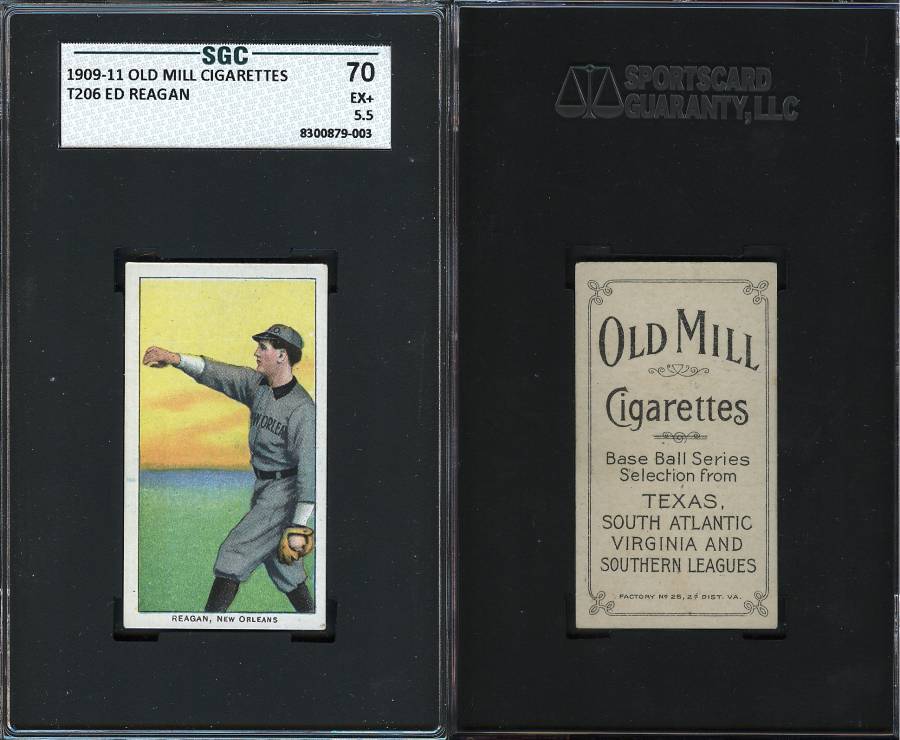 SGC
1909-11 OLD MILL CIGARETTES 70
T206 ED REAGAN EX+
5.5
8300879-003
NEW ORLEA
REAGAN, NEW ORLEANS
SPORTSCARD
GUARANTY, LLC
OLD MILL
Cigarettes
Base Ball Series
Selection from
TEXAS,
SOUTH ATLANTIC
VIRGINIA AND
SOUTHERN LEAGUES
FACTORY Nº 25, 2ᴰ DIST. VA.